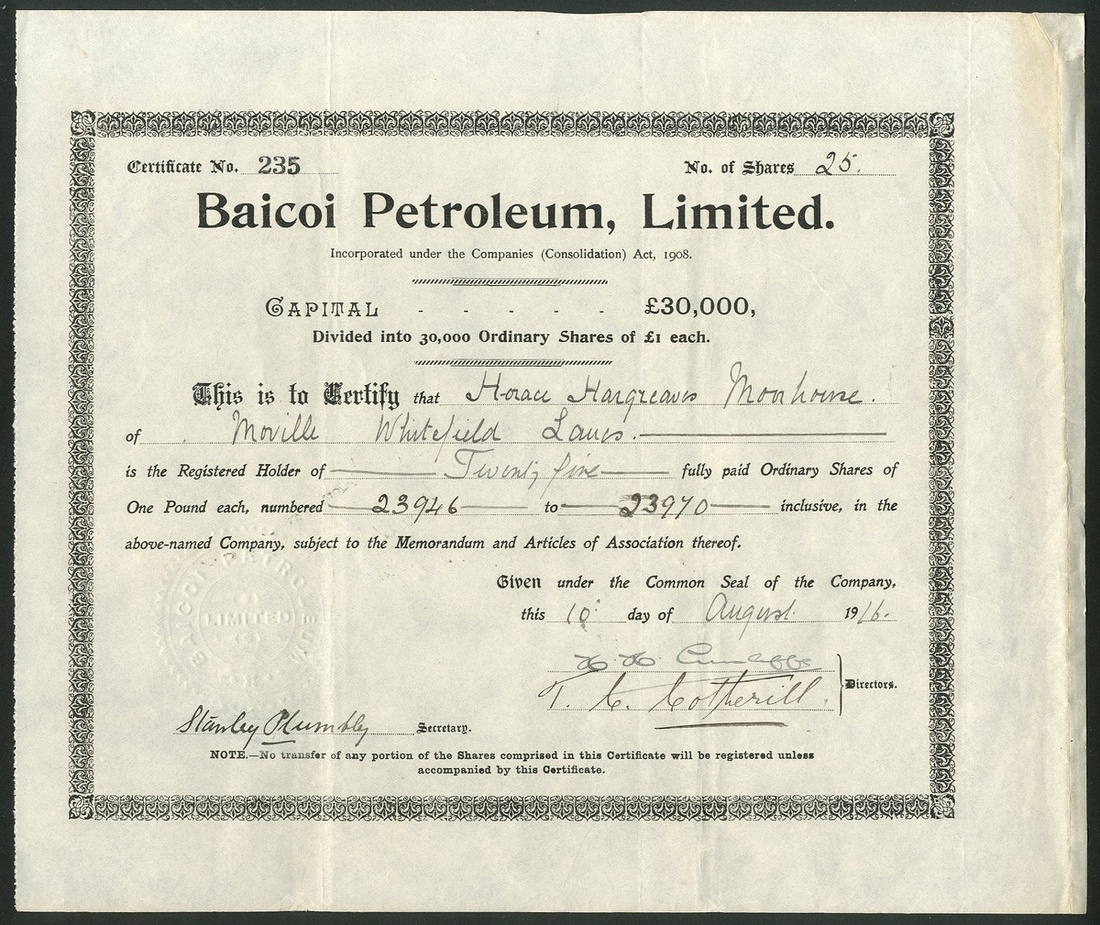 Certificate No. 235 No. of Shares 25.
Baicoi Petroleum, Limited.
Incorporated under the Companies (Consolidation) Act, 1908.
CAPITAL - - - - - £30,000,
Divided into 30,000 Ordinary Shares of £1 each.
This is to Certify that Horace Hargreaves
of Moville Whitefield Lancs.
is the Registered Holder of Twenty five fully paid Ordinary Shares of
One Pound each, numbered 23946 to 23970 inclusive, in the
above-named Company, subject to the Memorandum and Articles of Association thereof.
Given under the Common Seal of the Company,
this 10 day of August 1916.
BAICOI PETROLEUM
LIMITED
T. C. Cotherill
Directors.
Stanley Plumbly Secretary.
NOTE.—No transfer of any portion of the Shares comprised in this Certificate will be registered unless
accompanied by this Certificate.